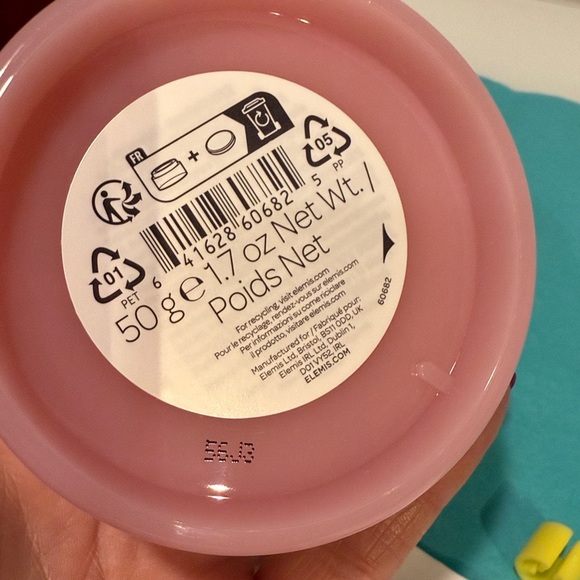 FR
05
PP
6 41628 60682 5
01
PET
50 g e 1.7 oz Net Wt. /
Poids Net
For recycling, visit elemis.com
Pour le recyclage, rendez-vous sur elemis.com
Per informazioni su come riciclare
il prodotto, visitare elemis.com
Manufactured for / Fabriqué pour:
Elemis Ltd, Bristol, BS11 0DD, UK
Elemis IRL Ltd, Dublin 1,
D01 VY52, IRL
ELEMIS.COM
60682
56J3